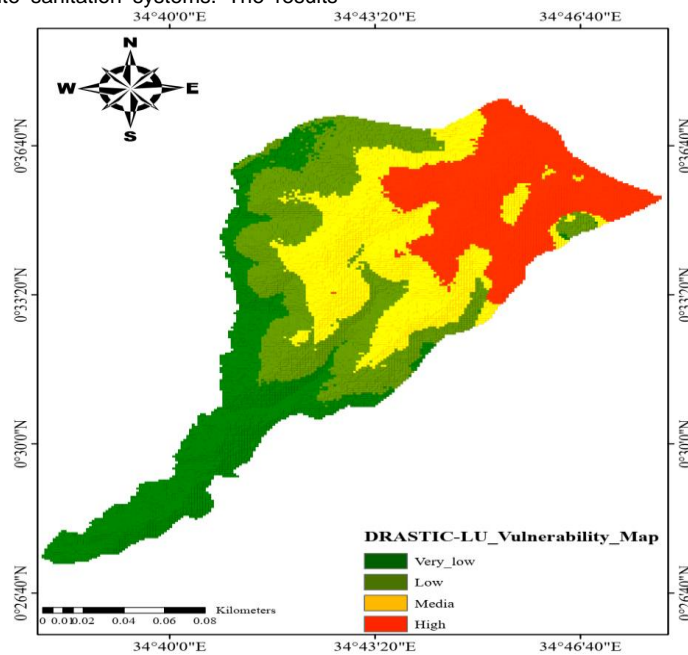 sanitation systems. The results
34°40'0"E 34°43'20"E 34°46'40"E
N
W E
S
0°36'40"N 0°36'40"N
0°33'20"N 0°33'20"N
0°30'0"N 0°30'0"N
0°26'40"N 0°26'40"N
DRASTIC-LU_Vulnerability_Map
Very_low
Low
Media
High
0 0.010.02 0.04 0.06 0.08 Kilometers
34°40'0"E 34°43'20"E 34°46'40"E